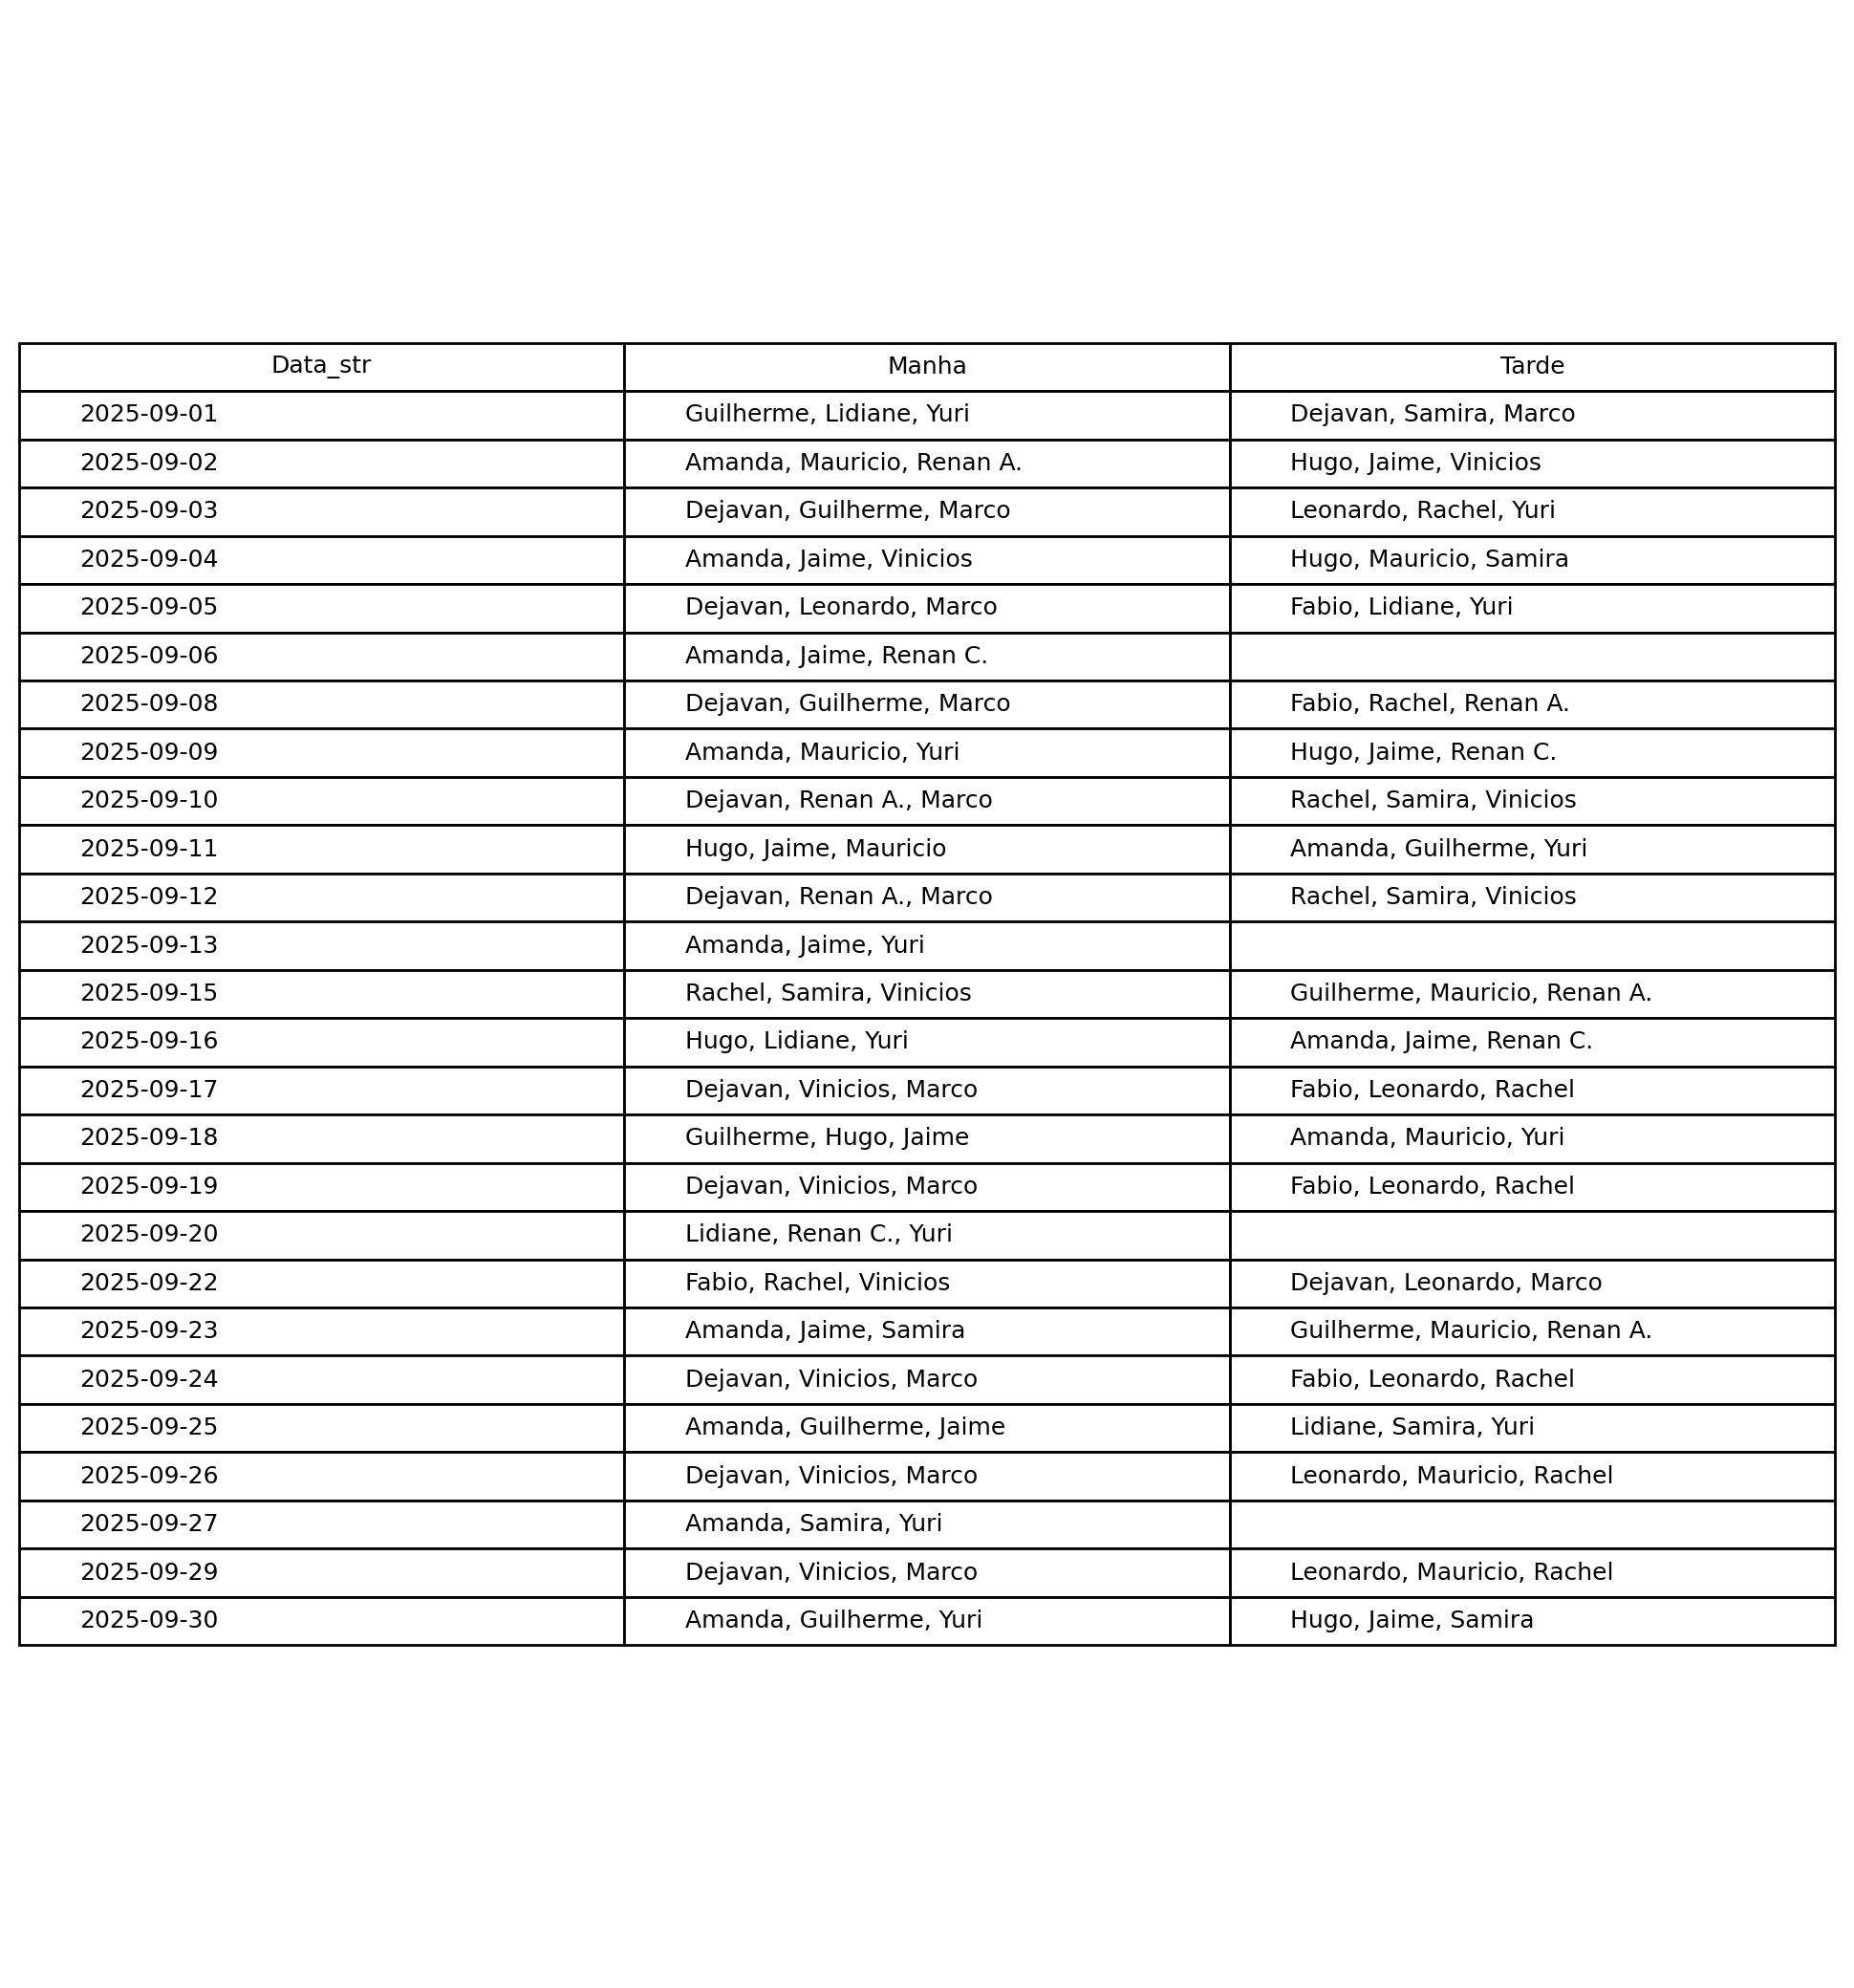 Data_str Manha Tarde
2025-09-01 Guilherme, Lidiane, Yuri Dejavan, Samira, Marco
2025-09-02 Amanda, Mauricio, Renan A. Hugo, Jaime, Vinicios
2025-09-03 Dejavan, Guilherme, Marco Leonardo, Rachel, Yuri
2025-09-04 Amanda, Jaime, Vinicios Hugo, Mauricio, Samira
2025-09-05 Dejavan, Leonardo, Marco Fabio, Lidiane, Yuri
2025-09-06 Amanda, Jaime, Renan C.
2025-09-08 Dejavan, Guilherme, Marco Fabio, Rachel, Renan A.
2025-09-09 Amanda, Mauricio, Yuri Hugo, Jaime, Renan C.
2025-09-10 Dejavan, Renan A., Marco Rachel, Samira, Vinicios
2025-09-11 Hugo, Jaime, Mauricio Amanda, Guilherme, Yuri
2025-09-12 Dejavan, Renan A., Marco Rachel, Samira, Vinicios
2025-09-13 Amanda, Jaime, Yuri
2025-09-15 Rachel, Samira, Vinicios Guilherme, Mauricio, Renan A.
2025-09-16 Hugo, Lidiane, Yuri Amanda, Jaime, Renan C.
2025-09-17 Dejavan, Vinicios, Marco Fabio, Leonardo, Rachel
2025-09-18 Guilherme, Hugo, Jaime Amanda, Mauricio, Yuri
2025-09-19 Dejavan, Vinicios, Marco Fabio, Leonardo, Rachel
2025-09-20 Lidiane, Renan C., Yuri
2025-09-22 Fabio, Rachel, Vinicios Dejavan, Leonardo, Marco
2025-09-23 Amanda, Jaime, Samira Guilherme, Mauricio, Renan A.
2025-09-24 Dejavan, Vinicios, Marco Fabio, Leonardo, Rachel
2025-09-25 Amanda, Guilherme, Jaime Lidiane, Samira, Yuri
2025-09-26 Dejavan, Vinicios, Marco Leonardo, Mauricio, Rachel
2025-09-27 Amanda, Samira, Yuri
2025-09-29 Dejavan, Vinicios, Marco Leonardo, Mauricio, Rachel
2025-09-30 Amanda, Guilherme, Yuri Hugo, Jaime, Samira